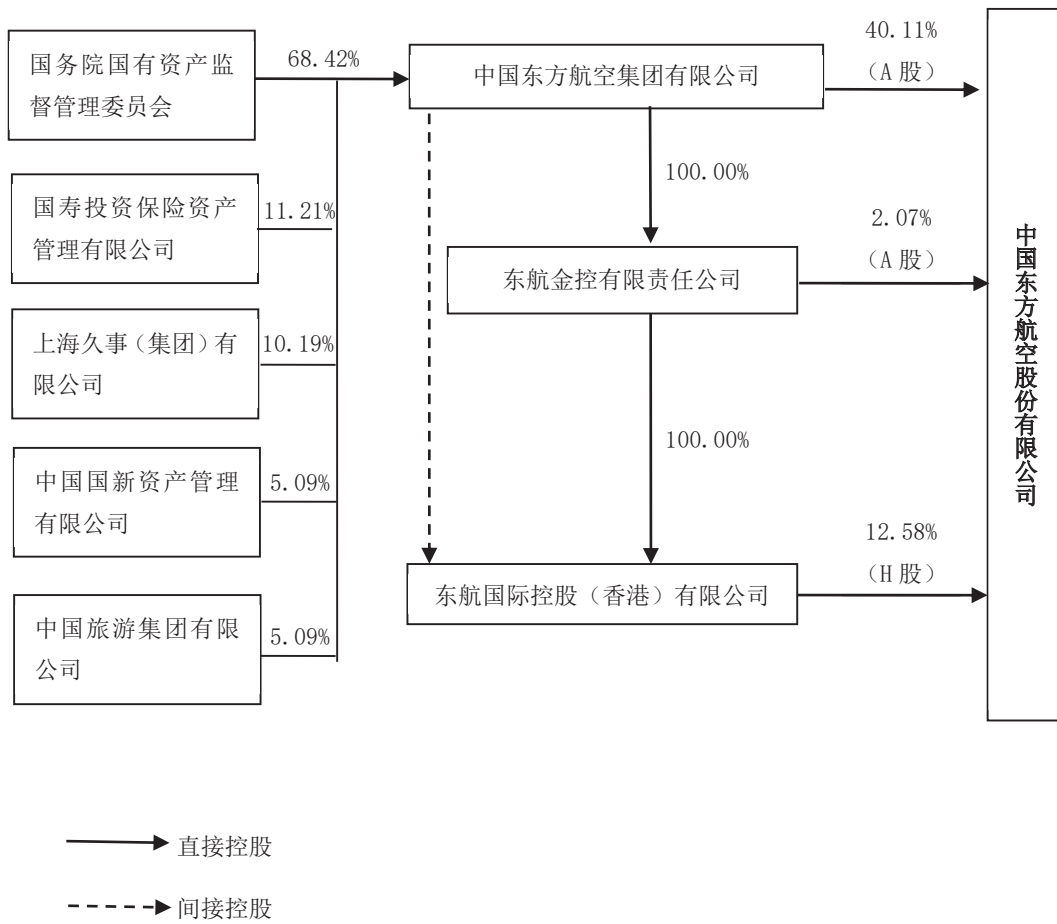 国务院国有资产监
督管理委员会
68.42%
中国东方航空集团有限公司
40.11%
（A 股）
国寿投资保险资产
管理有限公司
11.21%
100.00%
东航金控有限责任公司
2.07%
（A 股）
上海久事（集团）有
限公司
10.19%
100.00%
中国国新资产管理
有限公司
5.09%
东航国际控股（香港）有限公司
12.58%
（H 股）
中国旅游集团有限
公司
5.09%
中国东方航空股份有限公司
直接控股
间接控股